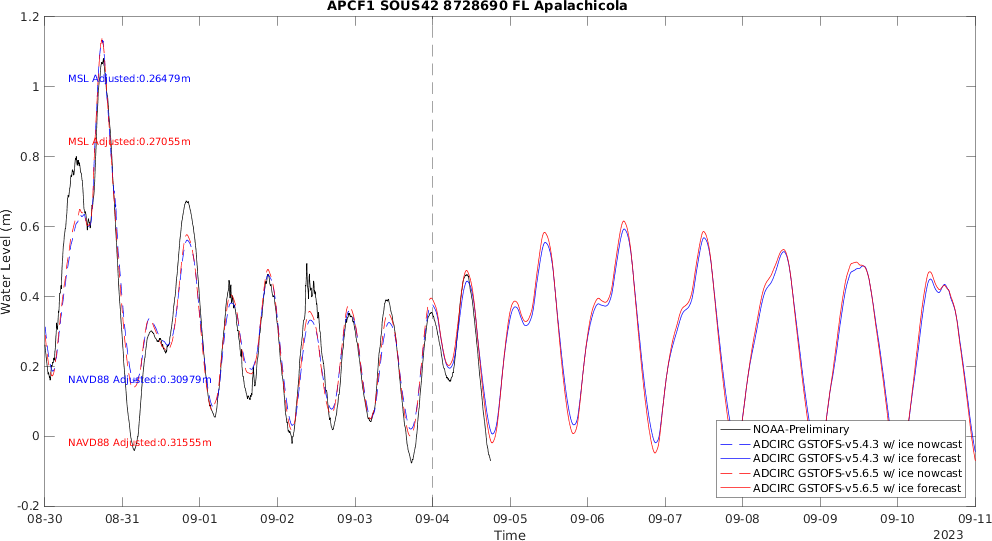 APCF1 SOUS42 8728690 FL Apalachicola
1.2
1
0.8
0.6
0.4
0.2
0
-0.2
Water Level (m)
MSL Adjusted:0.26479m
MSL Adjusted:0.27055m
NAVD88 Adjusted:0.30979m
NAVD88 Adjusted:0.31555m
NOAA-Preliminary
ADCIRC GSTOFS-v5.4.3 w/ ice nowcast
ADCIRC GSTOFS-v5.4.3 w/ ice forecast
ADCIRC GSTOFS-v5.6.5 w/ ice nowcast
ADCIRC GSTOFS-v5.6.5 w/ ice forecast
08-30 08-31 09-01 09-02 09-03 09-04 09-05 09-06 09-07 09-08 09-09 09-10 09-11
Time
2023